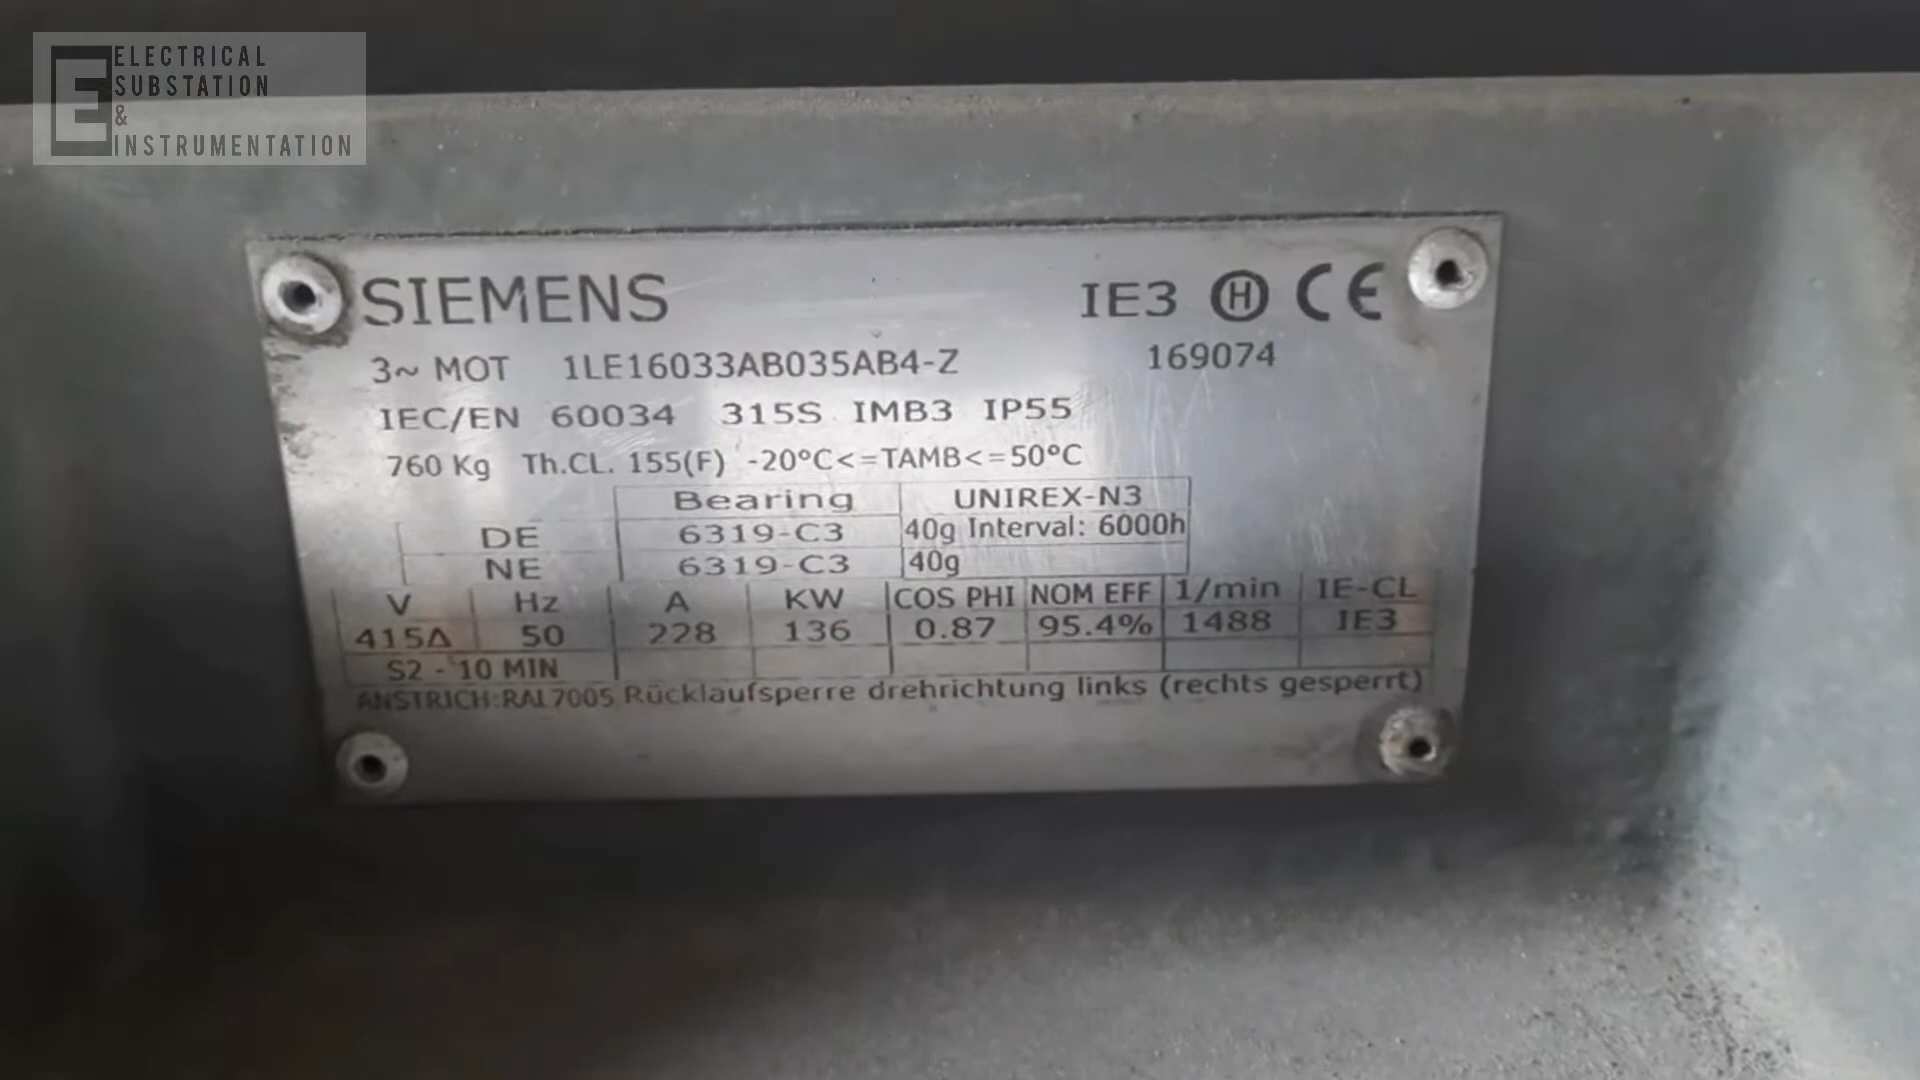 ELECTRICAL
SUBSTATION
&
INSTRUMENTATION
SIEMENS IE3 H CE
3~ MOT 1LE16033AB035AB4-Z 169074
IEC/EN 60034 315S IMB3 IP55
760 Kg Th.CL. 155(F) -20°C<=TAMB<=50°C
Bearing UNIREX-N3
DE 6319-C3 40g Interval: 6000h
NE 6319-C3 40g
V Hz A KW COS PHI NOM EFF 1/min IE-CL
415Δ 50 228 136 0.87 95.4% 1488 IE3
S2 - 10 MIN
ANSTRICH:RAL7005 Rücklaufsperre drehrichtung links (rechts gesperrt)